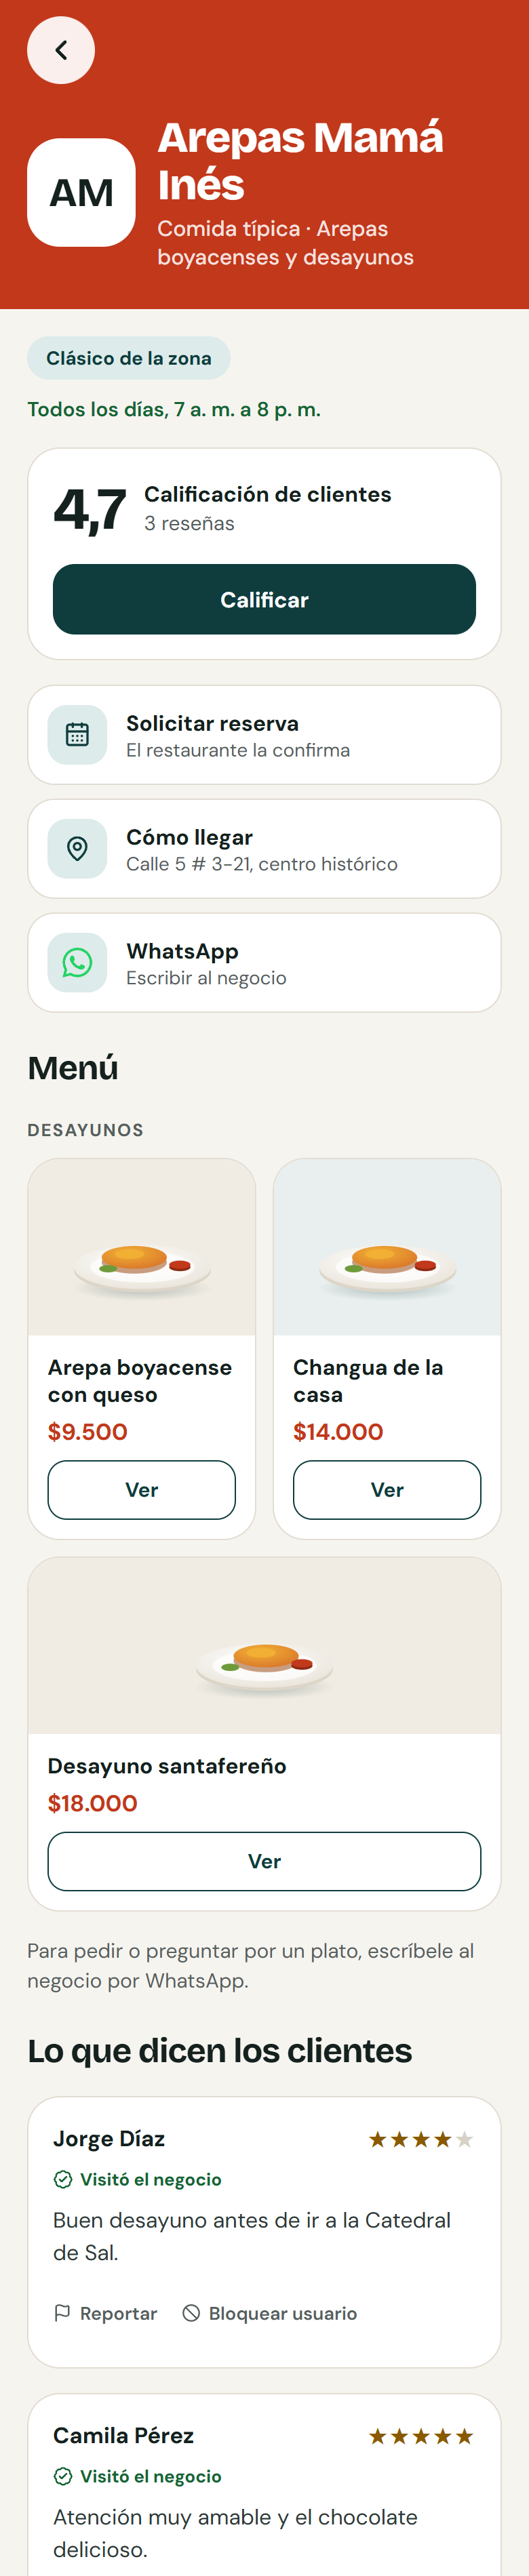 AM
Arepas Mamá
Inés
Comida típica · Arepas
boyacenses y desayunos
Clásico de la zona
Todos los días, 7 a. m. a 8 p. m.
4,7
Calificación de clientes
3 reseñas
Calificar
Solicitar reserva
El restaurante la confirma
Cómo llegar
Calle 5 # 3-21, centro histórico
WhatsApp
Escribir al negocio
Menú
DESAYUNOS
Arepa boyacense
con queso
$9.500
Ver
Changua de la
casa
$14.000
Ver
Desayuno santafereño
$18.000
Ver
Para pedir o preguntar por un plato, escríbele al
negocio por WhatsApp.
Lo que dicen los clientes
Jorge Díaz
Visitó el negocio
Buen desayuno antes de ir a la Catedral
de Sal.
Reportar
Bloquear usuario
Camila Pérez
Visitó el negocio
Atención muy amable y el chocolate
delicioso.